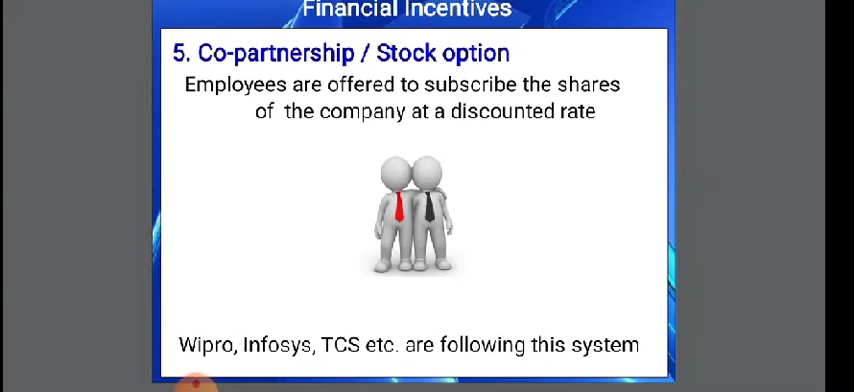 Financial Incentives
5. Co-partnership / Stock option
Employees are offered to subscribe the shares
of the company at a discounted rate
Wipro, Infosys, TCS etc. are following this system